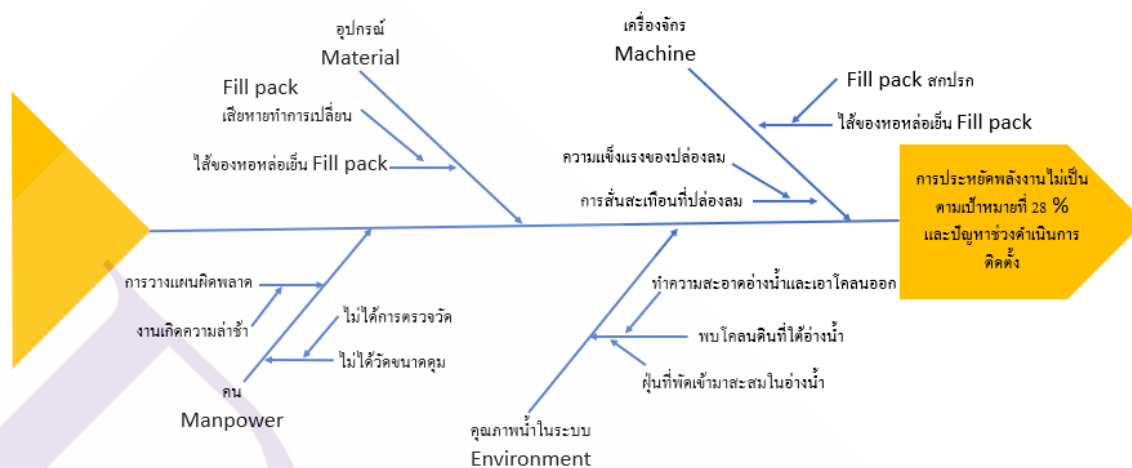 อุปกรณ์
Material
Fill pack
เสียหายทำการเปลี่ยน
ไส้ของหอหล่อเย็น Fill pack
เครื่องจักร
Machine
Fill pack สกปรก
ไส้ของหอหล่อเย็น Fill pack
ความแข็งแรงของปล่องลม
การสั่นสะเทือนที่ปล่องลม
การประหยัดพลังงานไม่เป็น
ตามเป้าหมายที่ 28 %
และปัญหาช่วงดำเนินการ
ติดตั้ง
การวางแผนผิดพลาด
งานเกิดความล่าช้า
ไม่ได้การตรวจวัด
ไม่ได้วัดขนาดดุม
คน
Manpower
ทำความสะอาดอ่างน้ำและเอาโคลนออก
พบโคลนดินที่ใต้อ่างน้ำ
ฝุ่นที่พัดเข้ามาสะสมในอ่างน้ำ
คุณภาพน้ำในระบบ
Environment